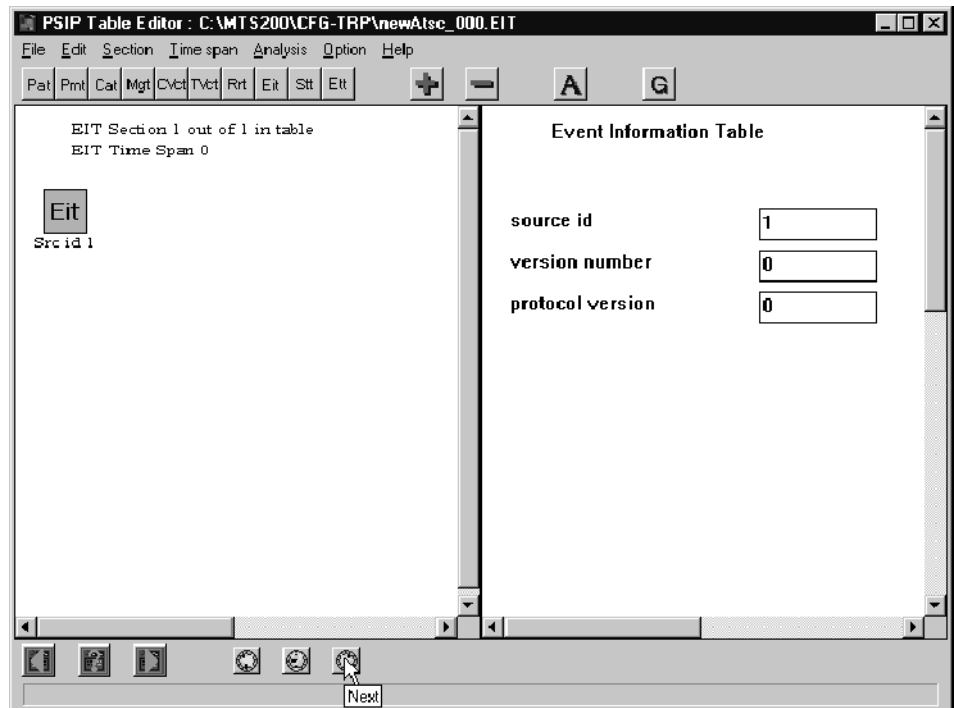 PSIP Table Editor : C:\MTS200\CFG-TRP\newAtsc_000.EIT
File Edit Section Time span Analysis Option Help
Pat Pmt Cat Mgt CVct TVct Rrt Eit Stt Ett A G
EIT Section 1 out of 1 in table
EIT Time Span 0
Eit
Src id 1
Event Information Table
source id 1
version number 0
protocol version 0
Next